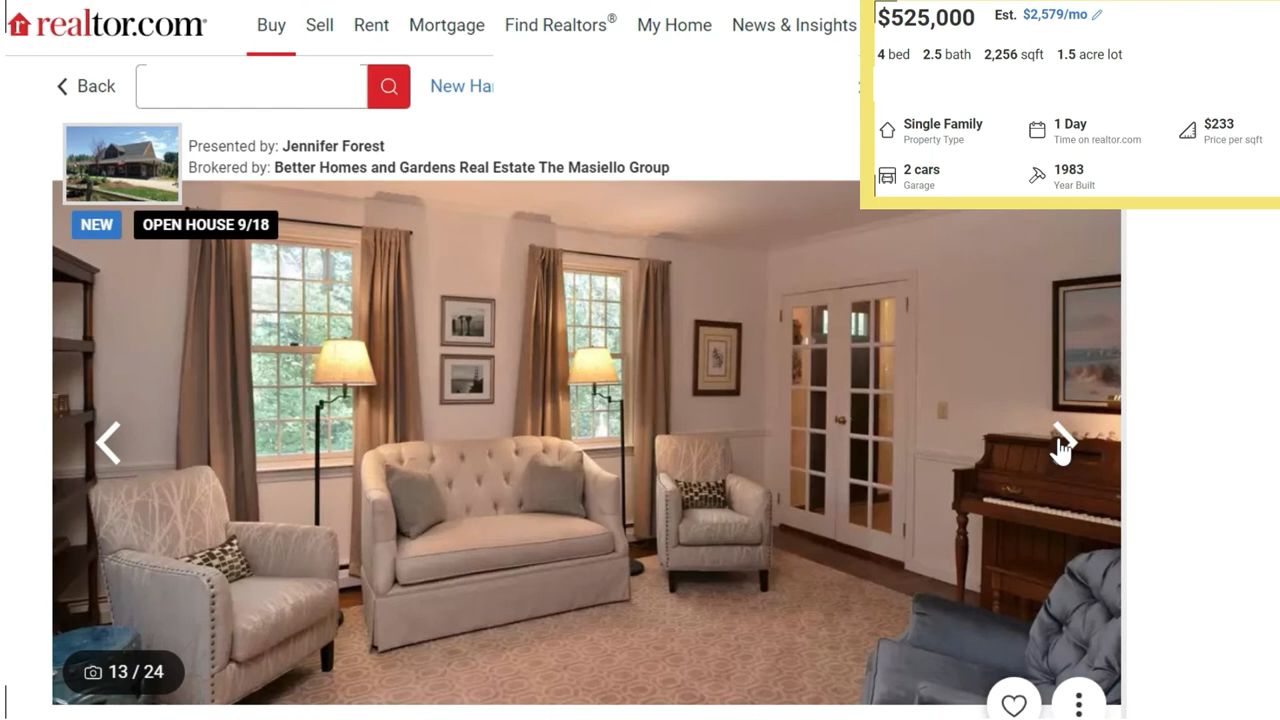 realtor.com®
Buy Sell Rent Mortgage Find Realtors® My Home News & Insights
$525,000 Est. $2,579/mo
4 bed 2.5 bath 2,256 sqft 1.5 acre lot
Back
New Ha
Single Family
Property Type
1 Day
Time on realtor.com
$233
Price per sqft
2 cars
Garage
1983
Year Built
Presented by: Jennifer Forest
Brokered by: Better Homes and Gardens Real Estate The Masiello Group
NEW
OPEN HOUSE 9/18
13 / 24